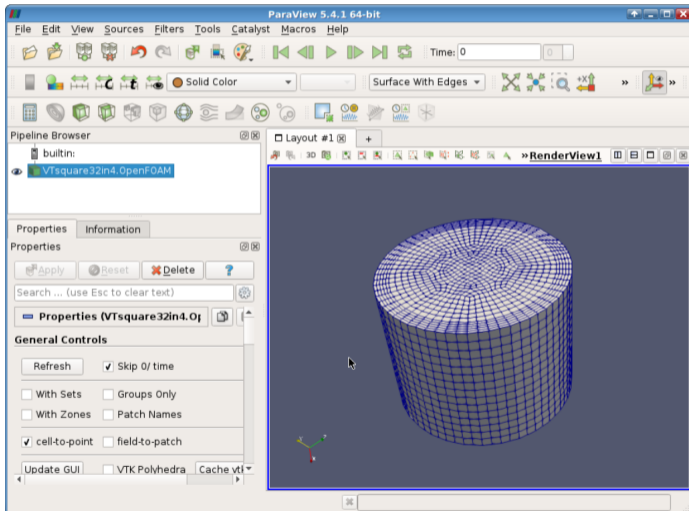 ParaView 5.4.1 64-bit
File Edit View Sources Filters Tools Catalyst Macros Help
Time: 0 0
Solid Color Surface With Edges » »
Pipeline Browser
builtin:
VTsquare32in4.OpenFOAM
Layout #1 +
3D »RenderView1
Properties Information
Properties
Apply Reset Delete ?
Search ... (use Esc to clear text)
Properties (VTsquare32in4.Op
General Controls
Refresh Skip 0/ time
With Sets Groups Only
With Zones Patch Names
cell-to-point field-to-patch
Update GUI VTK Polyhedra Cache vtk